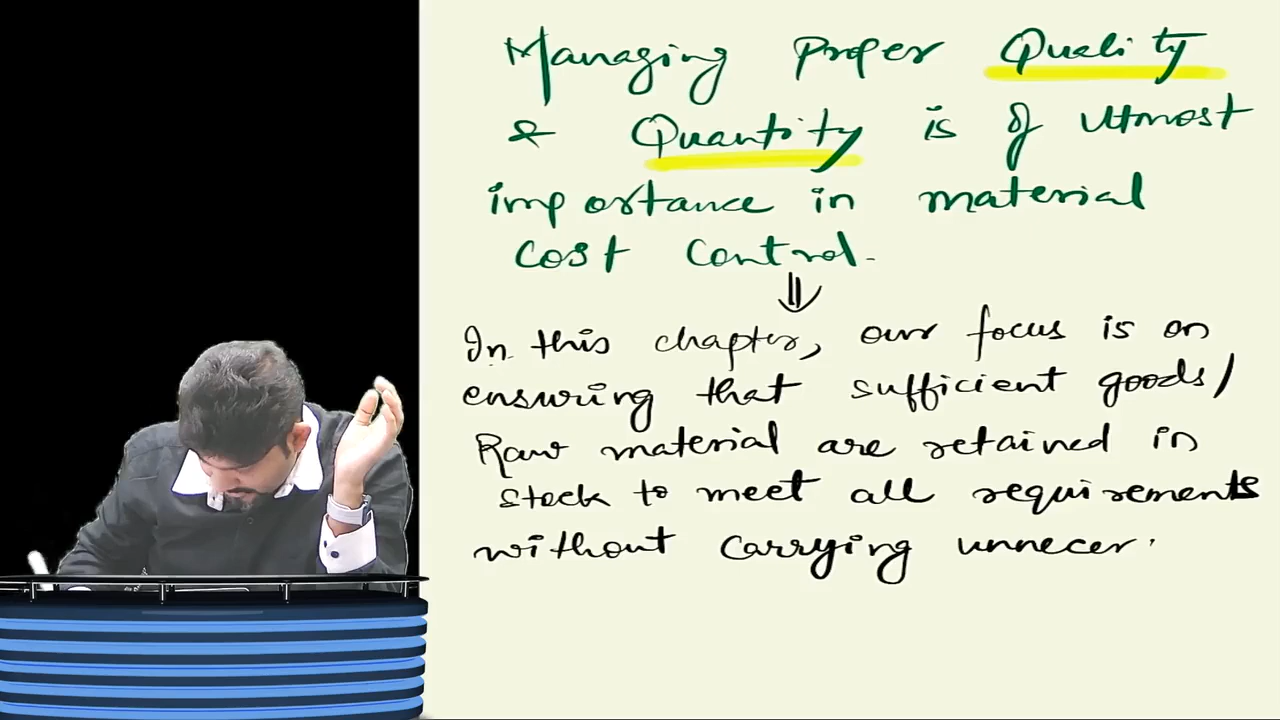 Managing Proper Quality
& Quantity is of utmost
importance in material
cost control.
In this chapter, our focus is on
ensuring that sufficient goods/
Raw material are retained in
stock to meet all requirements
without carrying unnecer